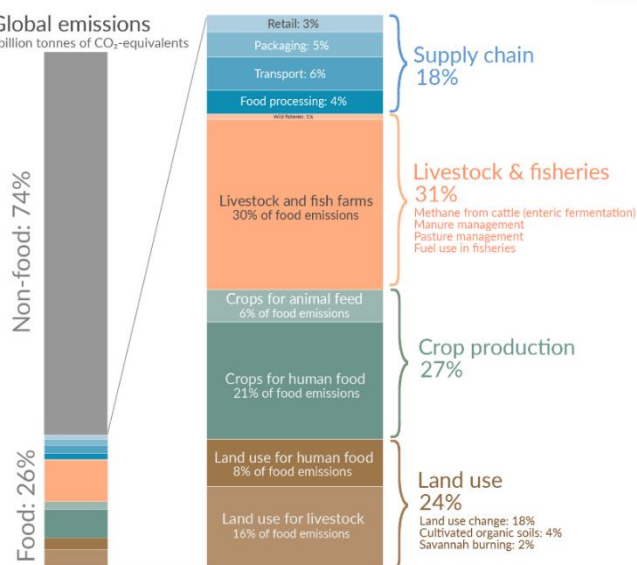 Global emissions
billion tonnes of CO₂-equivalents
Non-food: 74%
Food: 26%
Retail: 3%
Packaging: 5%
Transport: 6%
Food processing: 4%
Wild fisheries: 1%
Livestock and fish farms
30% of food emissions
Crops for animal feed
6% of food emissions
Crops for human food
21% of food emissions
Land use for human food
8% of food emissions
Land use for livestock
16% of food emissions
Supply chain
18%
Livestock & fisheries
31%
Methane from cattle (enteric fermentation)
Manure management
Pasture management
Fuel use in fisheries
Crop production
27%
Land use
24%
Land use change: 18%
Cultivated organic soils: 4%
Savannah burning: 2%